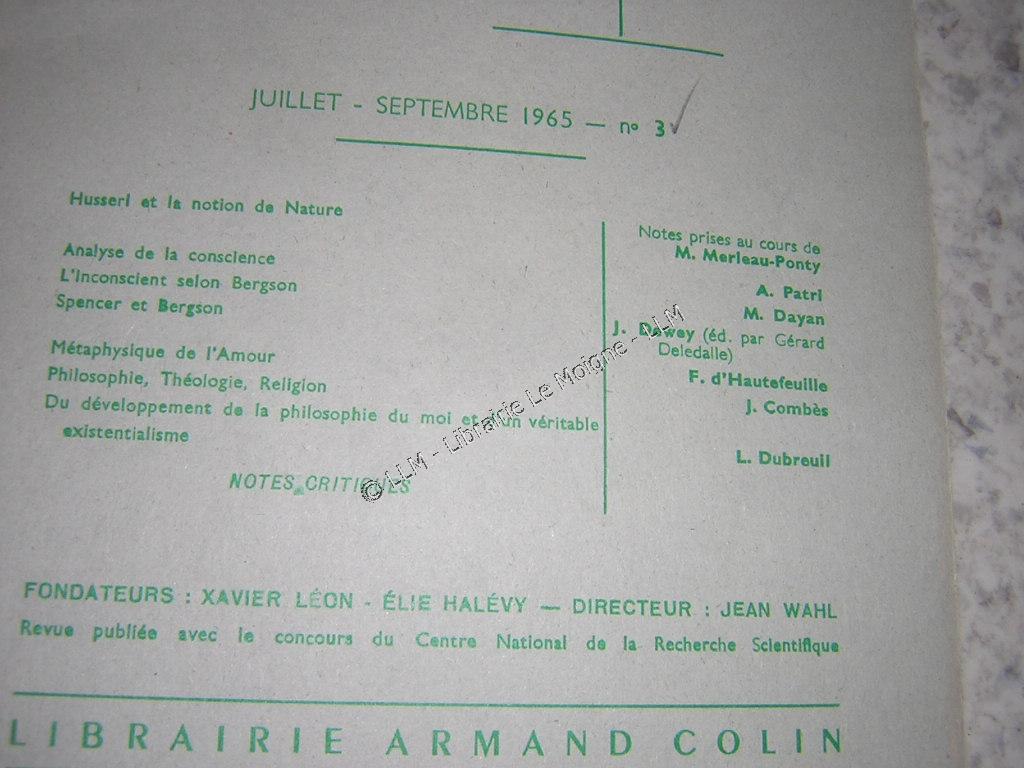 JUILLET - SEPTEMBRE 1965 — nº 3
Husserl et la notion de Nature
Analyse de la conscience
L'Inconscient selon Bergson
Spencer et Bergson
Métaphysique de l'Amour
Philosophie, Théologie, Religion
Du développement de la philosophie du moi et d'un véritable
existentialisme
NOTES CRITIQUES
Notes prises au cours de
M. Merleau-Ponty
A. Patri
M. Dayan
J. Dewey (éd. par Gérard
Deledalle)
F. d'Hautefeuille
J. Combès
L. Dubreuil
© LLM - Librairie Le Moigne - LLM
FONDATEURS : XAVIER LÉON - ÉLIE HALÉVY — DIRECTEUR : JEAN WAHL
Revue publiée avec le concours du Centre National de la Recherche Scientifique
LIBRAIRIE ARMAND COLIN